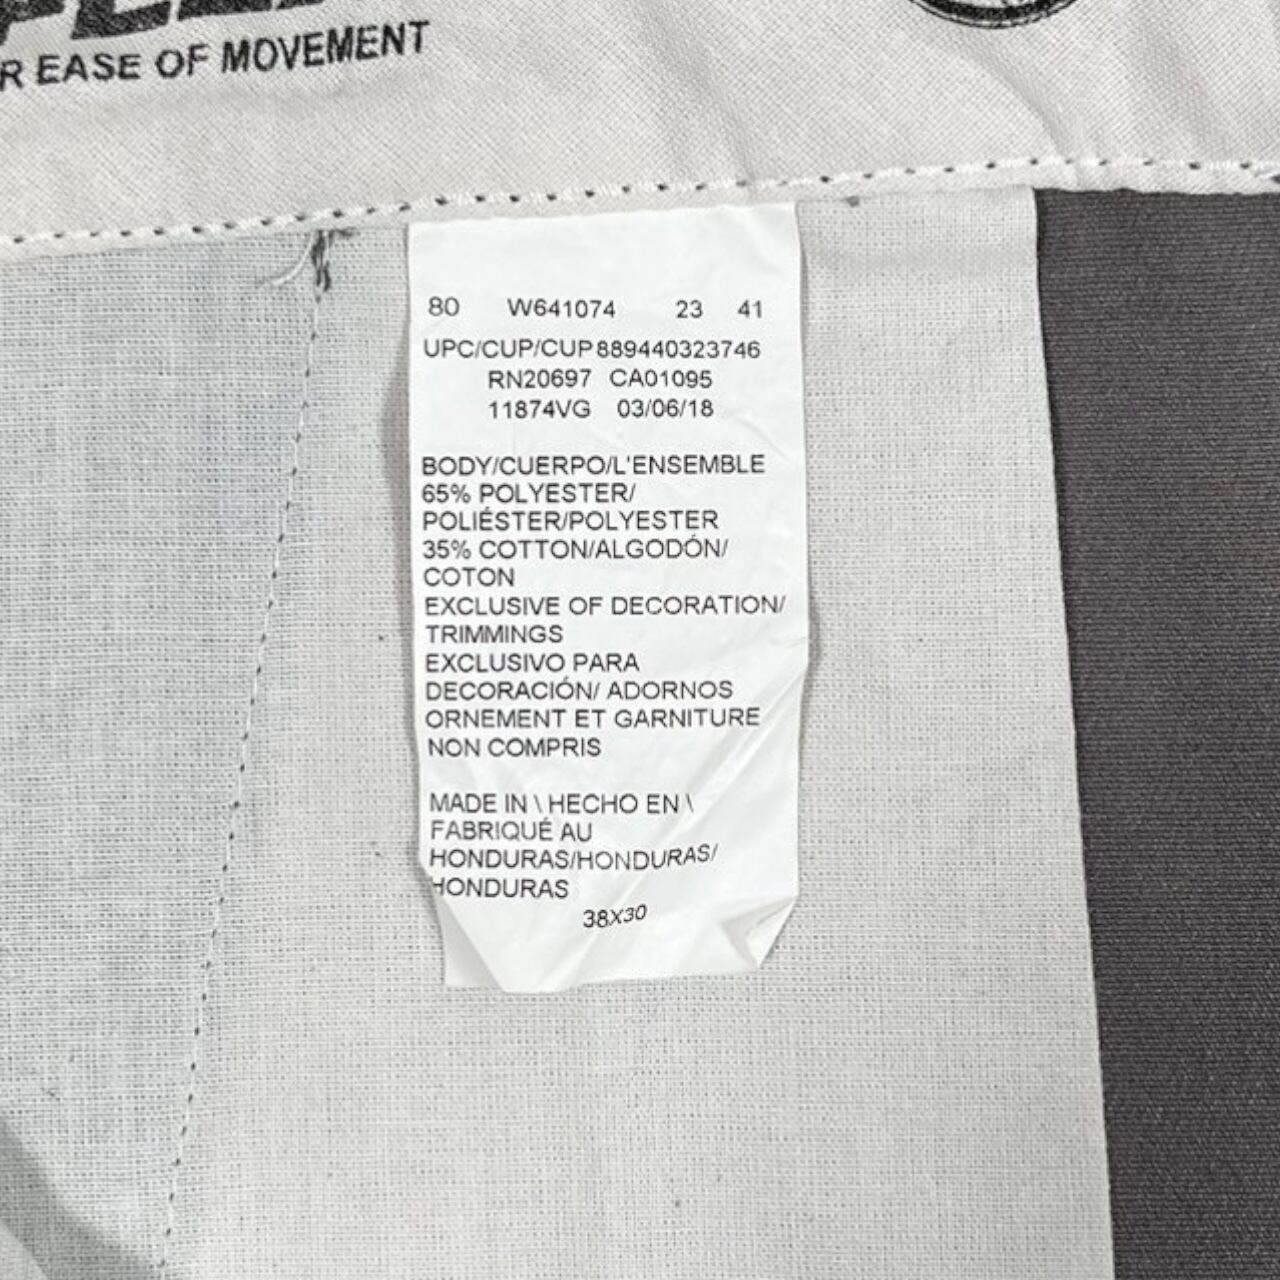 R EASE OF MOVEMENT
80 W641074 23 41
UPC/CUP/CUP 889440323746
RN20697 CA01095
11874VG 03/06/18
BODY/CUERPO/L'ENSEMBLE
65% POLYESTER/
POLIÉSTER/POLYESTER
35% COTTON/ALGODÓN/
COTON
EXCLUSIVE OF DECORATION/
TRIMMINGS
EXCLUSIVO PARA
DECORACIÓN/ ADORNOS
ORNEMENT ET GARNITURE
NON COMPRIS
MADE IN \ HECHO EN \
FABRIQUÉ AU
HONDURAS/HONDURAS/
HONDURAS
38X30